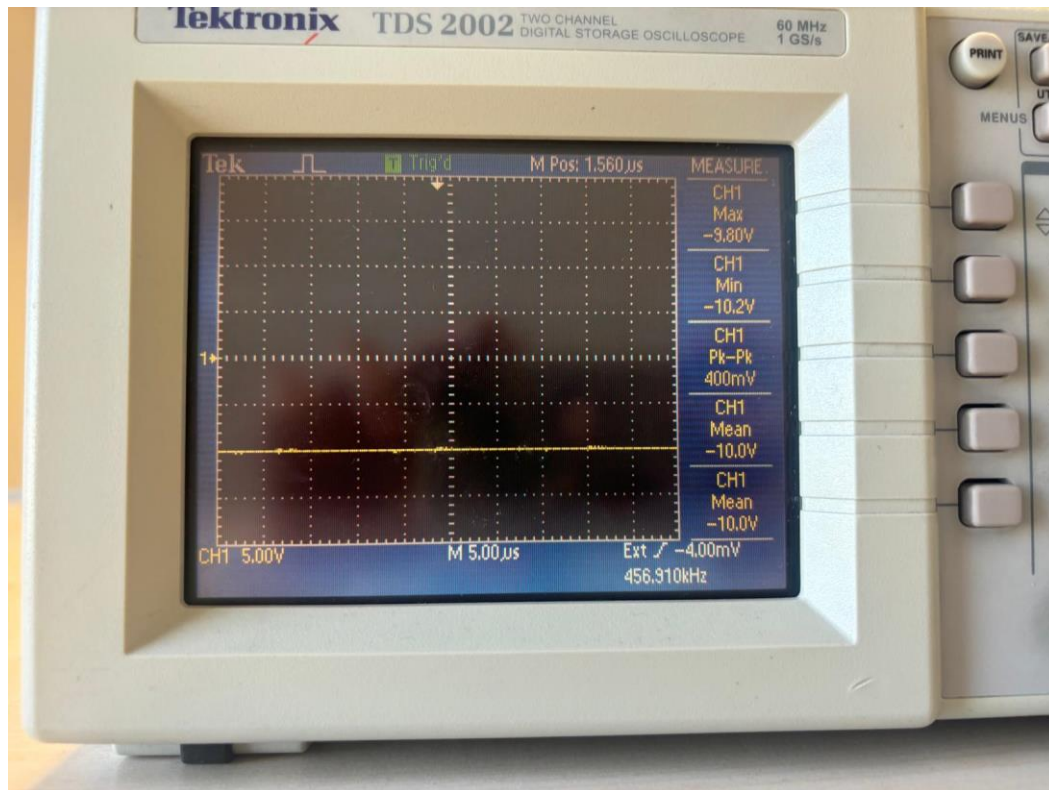 Tektronix TDS 2002 TWO CHANNEL 60 MHz
DIGITAL STORAGE OSCILLOSCOPE 1 GS/s
PRINT
MENUS
Tek T Trig'd M Pos: 1.560µs MEASURE
CH1
Max
-9.80V
CH1
Min
-10.2V
CH1
Pk-Pk
400mV
CH1
Mean
-10.0V
CH1
Mean
-10.0V
1
CH1 5.00V M 5.00µs Ext -4.00mV
456.910kHz